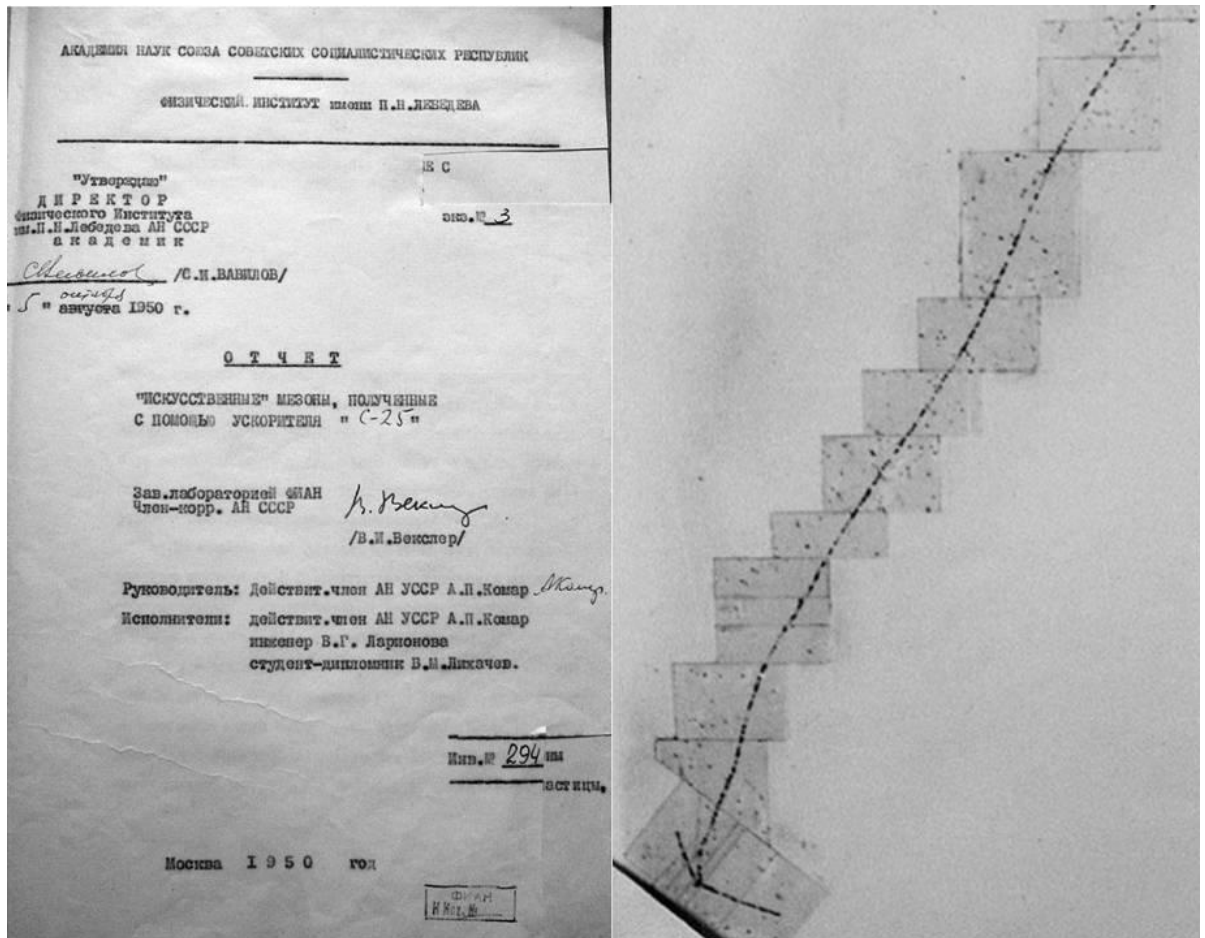 АКАДЕМИЯ НАУК СОЮЗА СОВЕТСКИХ СОЦИАЛИСТИЧЕСКИХ РЕСПУБЛИК
ФИЗИЧЕСКИЙ ИНСТИТУТ имени П.Н.ЛЕБЕДЕВА
"Утверждаю"
ДИРЕКТОР
Физического Института
им.П.Н.Лебедева АН СССР
академик
/С.И.ВАВИЛОВ/
"5" августа 1950 г.
октября
экз.№ 3
ОТЧЕТ
"ИСКУССТВЕННЫЕ" МЕЗОНЫ, ПОЛУЧЕННЫЕ
С ПОМОЩЬЮ УСКОРИТЕЛЯ "С-25"
Зав.лабораторией ФИАН
Член-корр. АН СССР
В. Векслер
/В.И.Векслер/
Руководитель: Действит.член АН УССР А.П.Комар
Исполнители: действит.член АН УССР А.П.Комар
инженер В.Г. Ларионова
студент-дипломник В.М.Лихачев.
Инв.№ 294
астицы.
Москва 1950 год
ФИАН